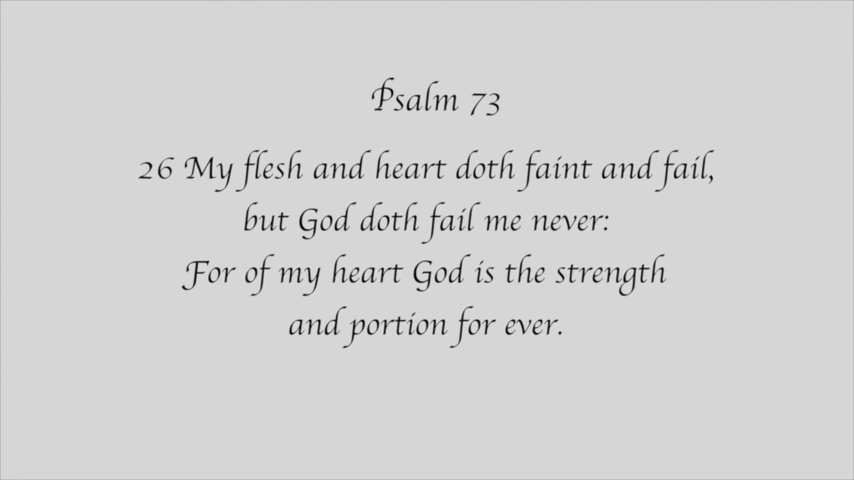 Psalm 73
26 My flesh and heart doth faint and fail,
but God doth fail me never:
For of my heart God is the strength
and portion for ever.